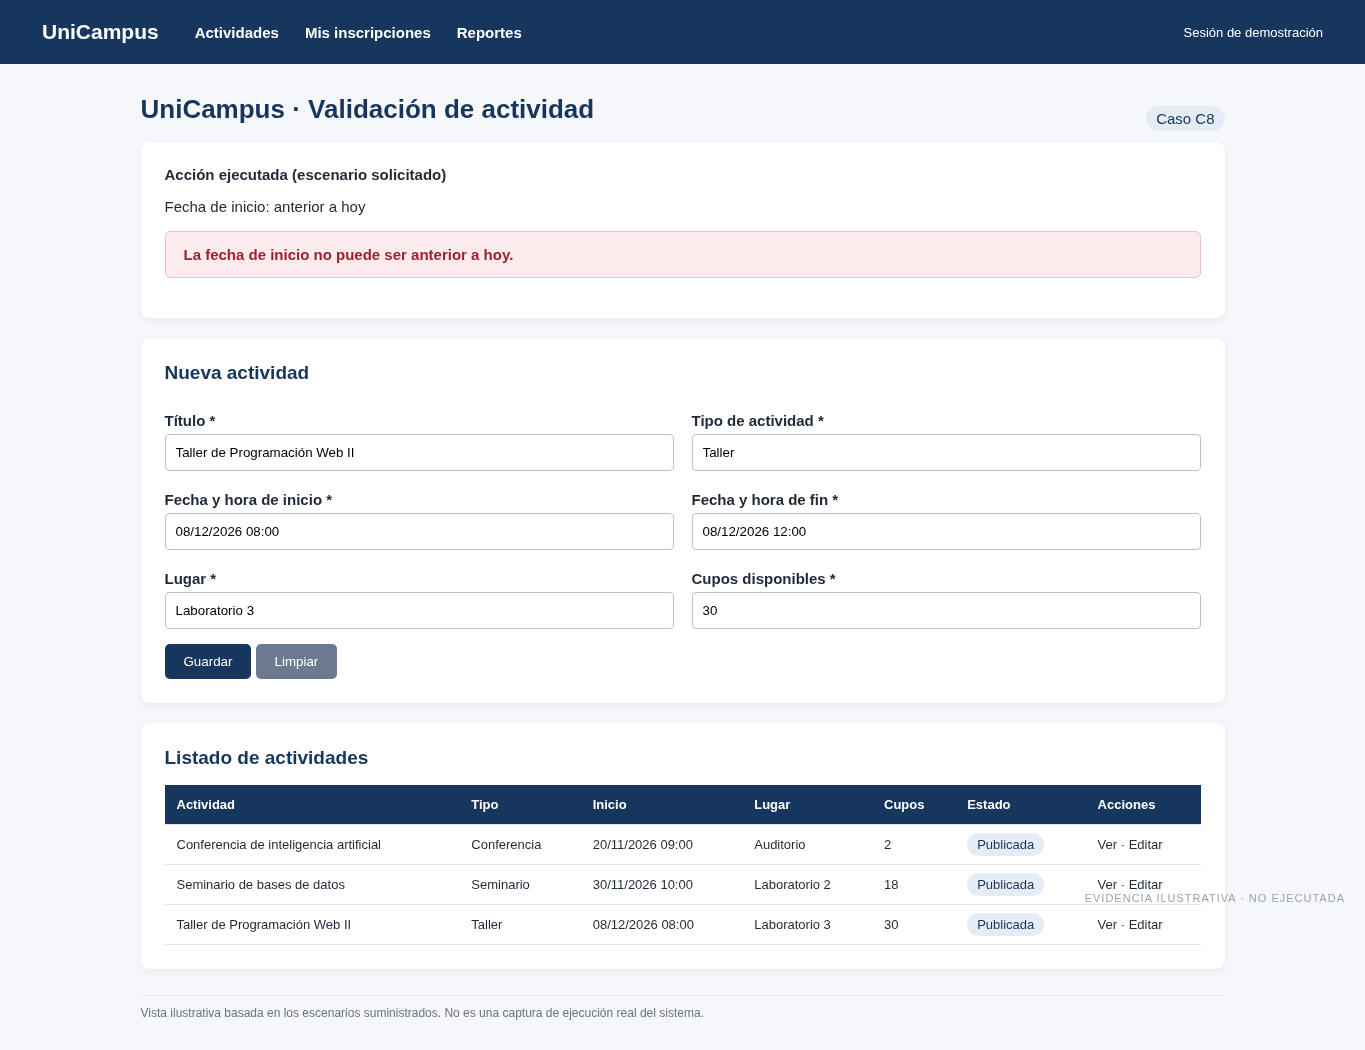 UniCampus Actividades Mis inscripciones Reportes Sesión de demostración
UniCampus · Validación de actividad
Caso C8
Acción ejecutada (escenario solicitado)
Fecha de inicio: anterior a hoy
La fecha de inicio no puede ser anterior a hoy.
Nueva actividad
Título * Tipo de actividad *
Taller de Programación Web II Taller
Fecha y hora de inicio * Fecha y hora de fin *
08/12/2026 08:00 08/12/2026 12:00
Lugar * Cupos disponibles *
Laboratorio 3 30
Guardar Limpiar
Listado de actividades
Actividad Tipo Inicio Lugar Cupos Estado Acciones
Conferencia de inteligencia artificial Conferencia 20/11/2026 09:00 Auditorio 2 Publicada Ver · Editar
Seminario de bases de datos Seminario 30/11/2026 10:00 Laboratorio 2 18 Publicada Ver · Editar
EVIDENCIA ILUSTRATIVA · NO EJECUTADA
Taller de Programación Web II Taller 08/12/2026 08:00 Laboratorio 3 30 Publicada Ver · Editar
Vista ilustrativa basada en los escenarios suministrados. No es una captura de ejecución real del sistema.